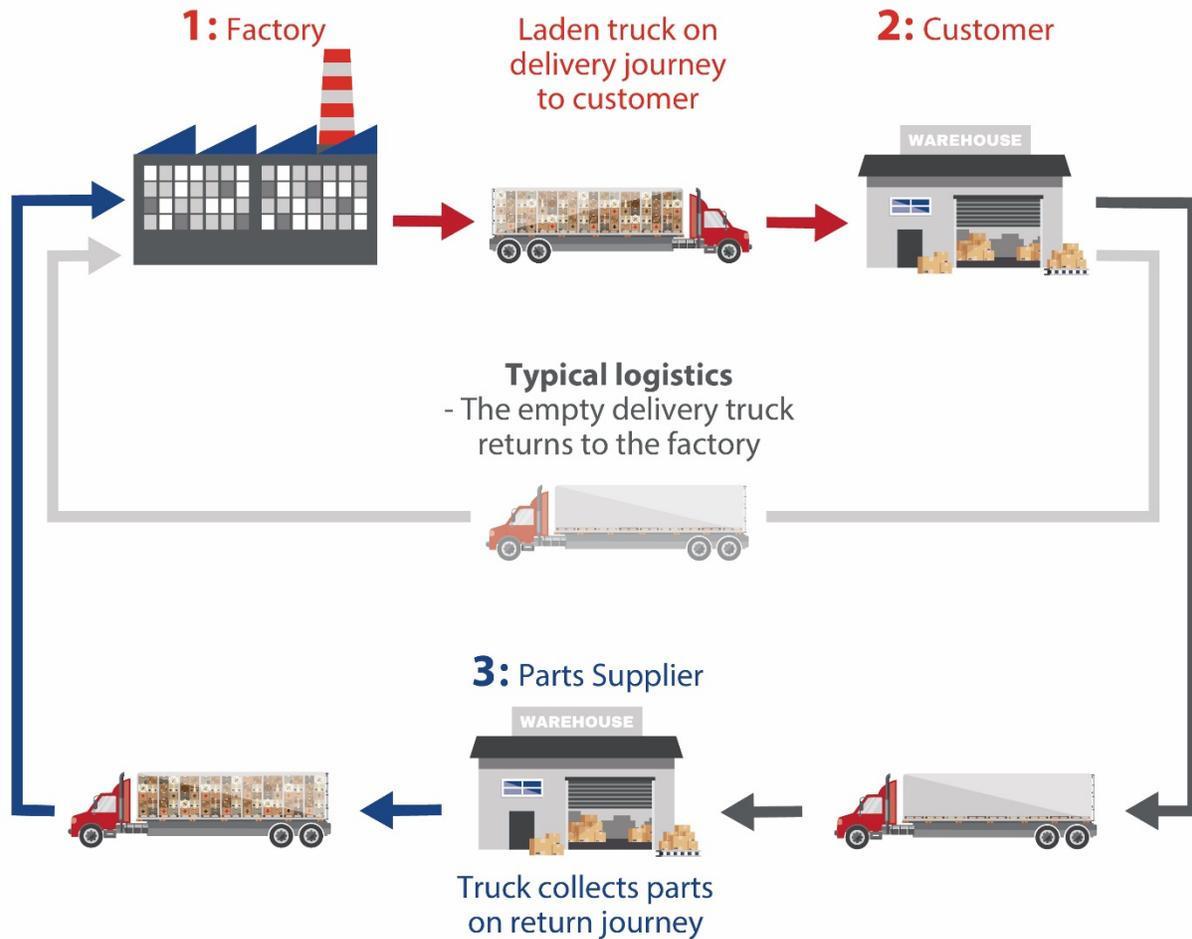 1: Factory
Laden truck on
delivery journey
to customer
2: Customer
WAREHOUSE
Typical logistics
- The empty delivery truck
returns to the factory
3: Parts Supplier
WAREHOUSE
Truck collects parts
on return journey